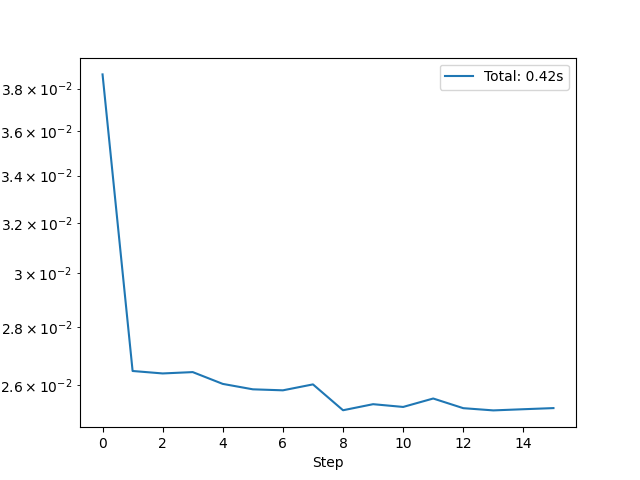 Total: 0.42s
3.8 × 10⁻²
3.6 × 10⁻²
3.4 × 10⁻²
3.2 × 10⁻²
3 × 10⁻²
2.8 × 10⁻²
2.6 × 10⁻²
0 2 4 6 8 10 12 14
Step